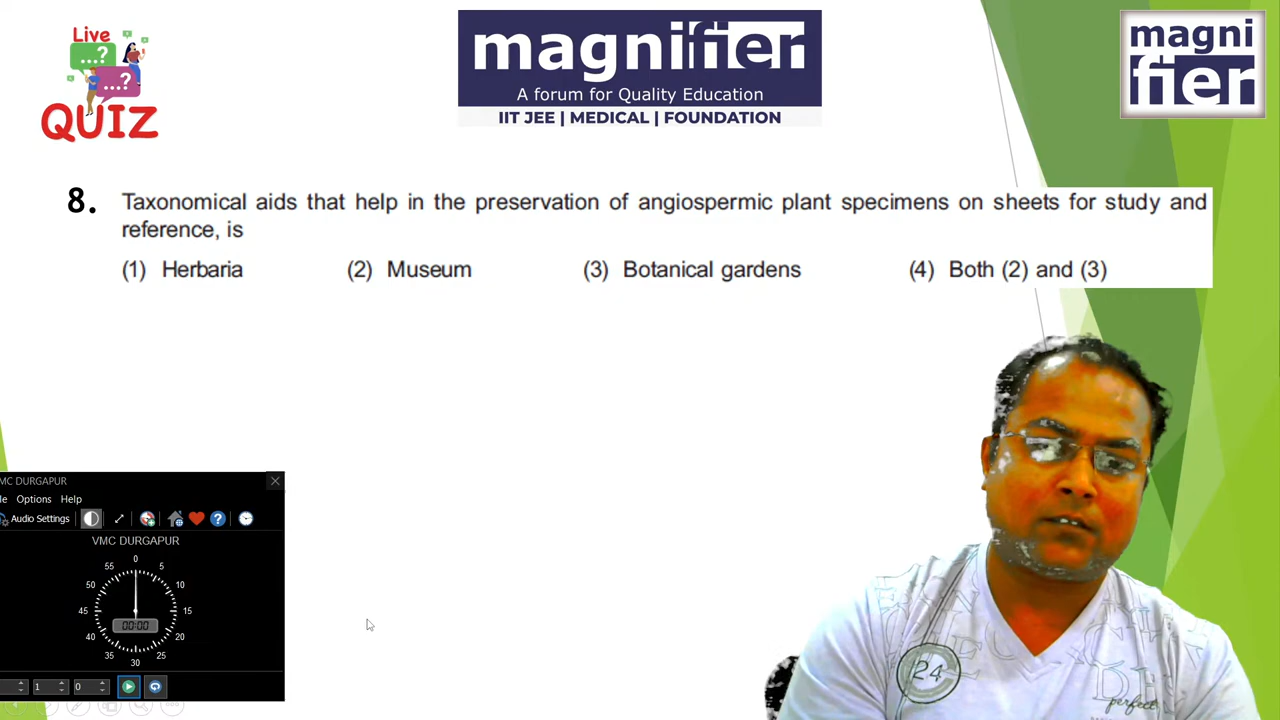 Live
...?
...?
QUIZ
magnifier
A forum for Quality Education
IIT JEE | MEDICAL | FOUNDATION
magni
fier
8. Taxonomical aids that help in the preservation of angiospermic plant specimens on sheets for study and
reference, is
(1) Herbaria (2) Museum (3) Botanical gardens (4) Both (2) and (3)
VMC DURGAPUR
Options Help
Audio Settings
VMC DURGAPUR
0
55 5
50 10
45 15
00:00
40 20
35 25
30
1 0
24
perfect